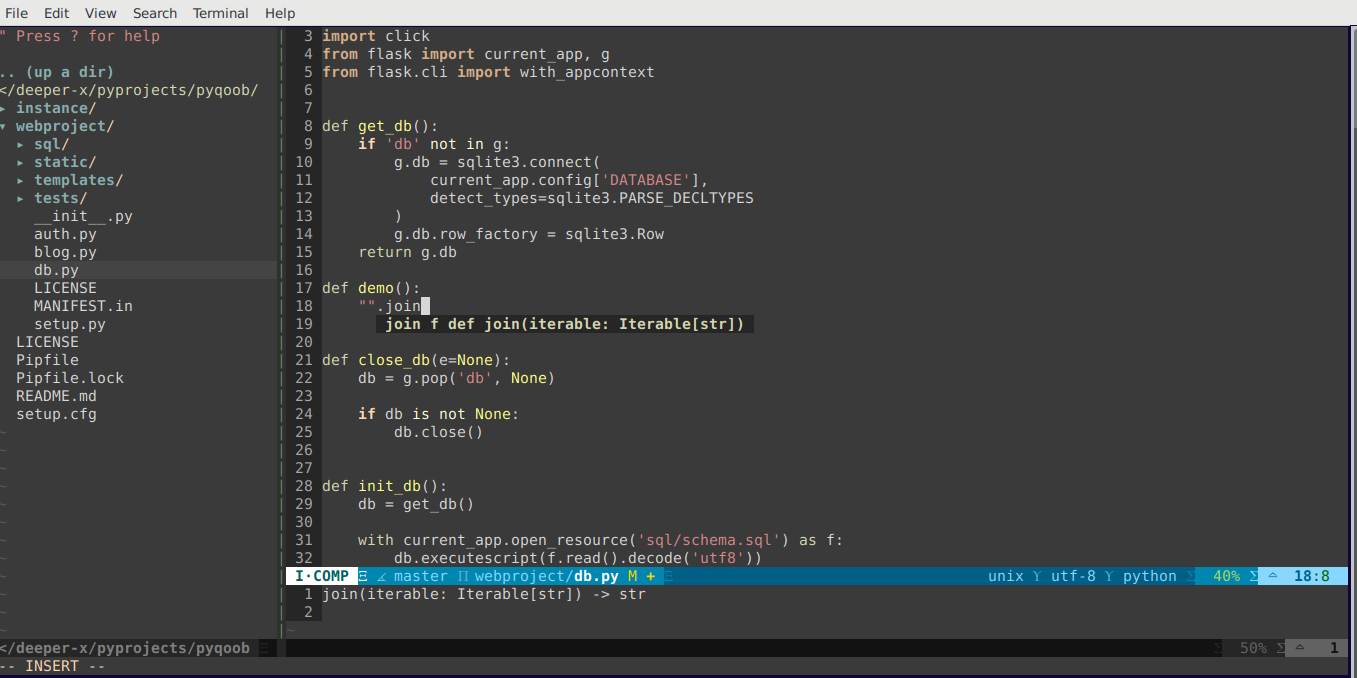 File Edit View Search Terminal Help
" Press ? for help
.. (up a dir)
</deeper-x/pyprojects/pyqoob/
▸ instance/
▾ webproject/
▸ sql/
▸ static/
▸ templates/
▸ tests/
__init__.py
auth.py
blog.py
db.py
LICENSE
MANIFEST.in
setup.py
LICENSE
Pipfile
Pipfile.lock
README.md
setup.cfg
3 import click
4 from flask import current_app, g
5 from flask.cli import with_appcontext
6
7
8 def get_db():
9     if 'db' not in g:
10         g.db = sqlite3.connect(
11             current_app.config['DATABASE'],
12             detect_types=sqlite3.PARSE_DECLTYPES
13         )
14         g.db.row_factory = sqlite3.Row
15     return g.db
16
17 def demo():
18     "".join
19 join f def join(iterable: Iterable[str])
20
21 def close_db(e=None):
22     db = g.pop('db', None)
23
24     if db is not None:
25         db.close()
26
27
28 def init_db():
29     db = get_db()
30
31     with current_app.open_resource('sql/schema.sql') as f:
32         db.executescript(f.read().decode('utf8'))
I·COMP master webproject/db.py M + unix utf-8 python 40% 18:8
1 join(iterable: Iterable[str]) -> str
2
</deeper-x/pyprojects/pyqoob 50% 1
-- INSERT --